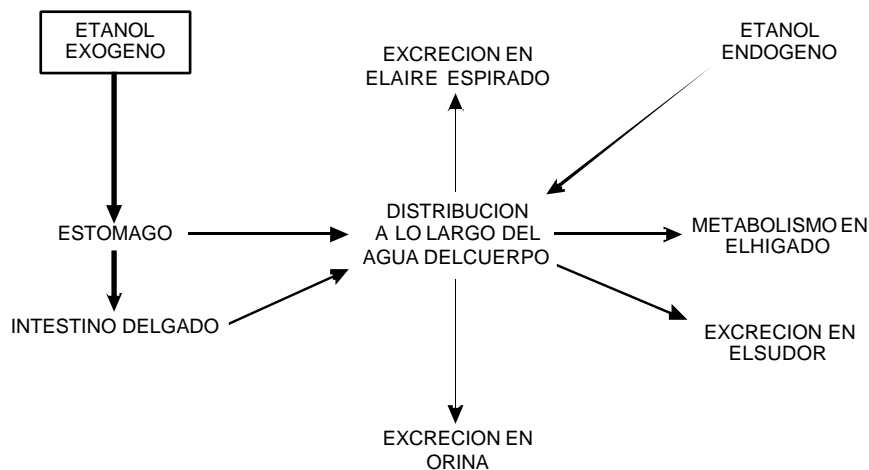 ETANOL
EXOGENO
EXCRECION EN
ELAIRE ESPIRADO
ETANOL
ENDOGENO
ESTOMAGO
DISTRIBUCION
A LO LARGO DEL
AGUA DELCUERPO
METABOLISMO EN
ELHIGADO
INTESTINO DELGADO
EXCRECION EN
ELSUDOR
EXCRECION EN
ORINA